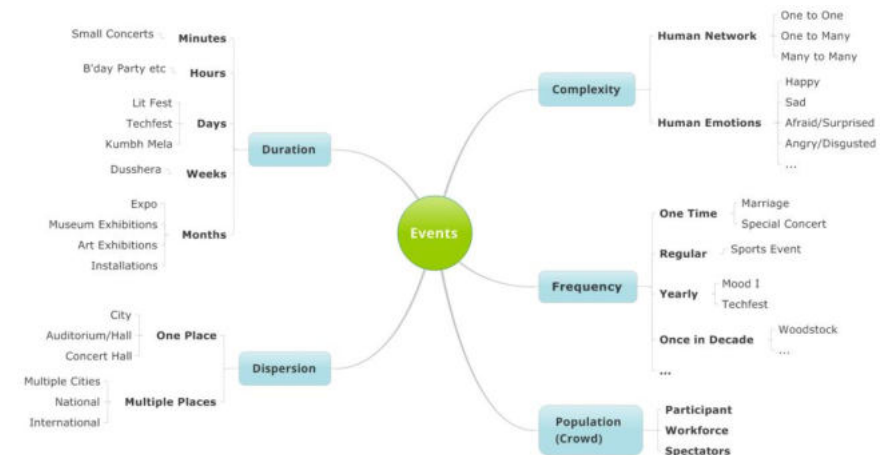 Events
Complexity
Human Network
One to One
One to Many
Many to Many
Human Emotions
Happy
Sad
Afraid/Surprised
Angry/Disgusted
...
Frequency
One Time
Marriage
Special Concert
Regular
Sports Event
Yearly
Mood I
Techfest
Once in Decade
Woodstock
...
...
Population
(Crowd)
Participant
Workforce
Spectators
Duration
Minutes
Small Concerts
Hours
B'day Party etc
Days
Lit Fest
Techfest
Kumbh Mela
Weeks
Dusshera
Months
Expo
Museum Exhibitions
Art Exhibitions
Installations
Dispersion
One Place
City
Auditorium/Hall
Concert Hall
Multiple Places
Multiple Cities
National
International